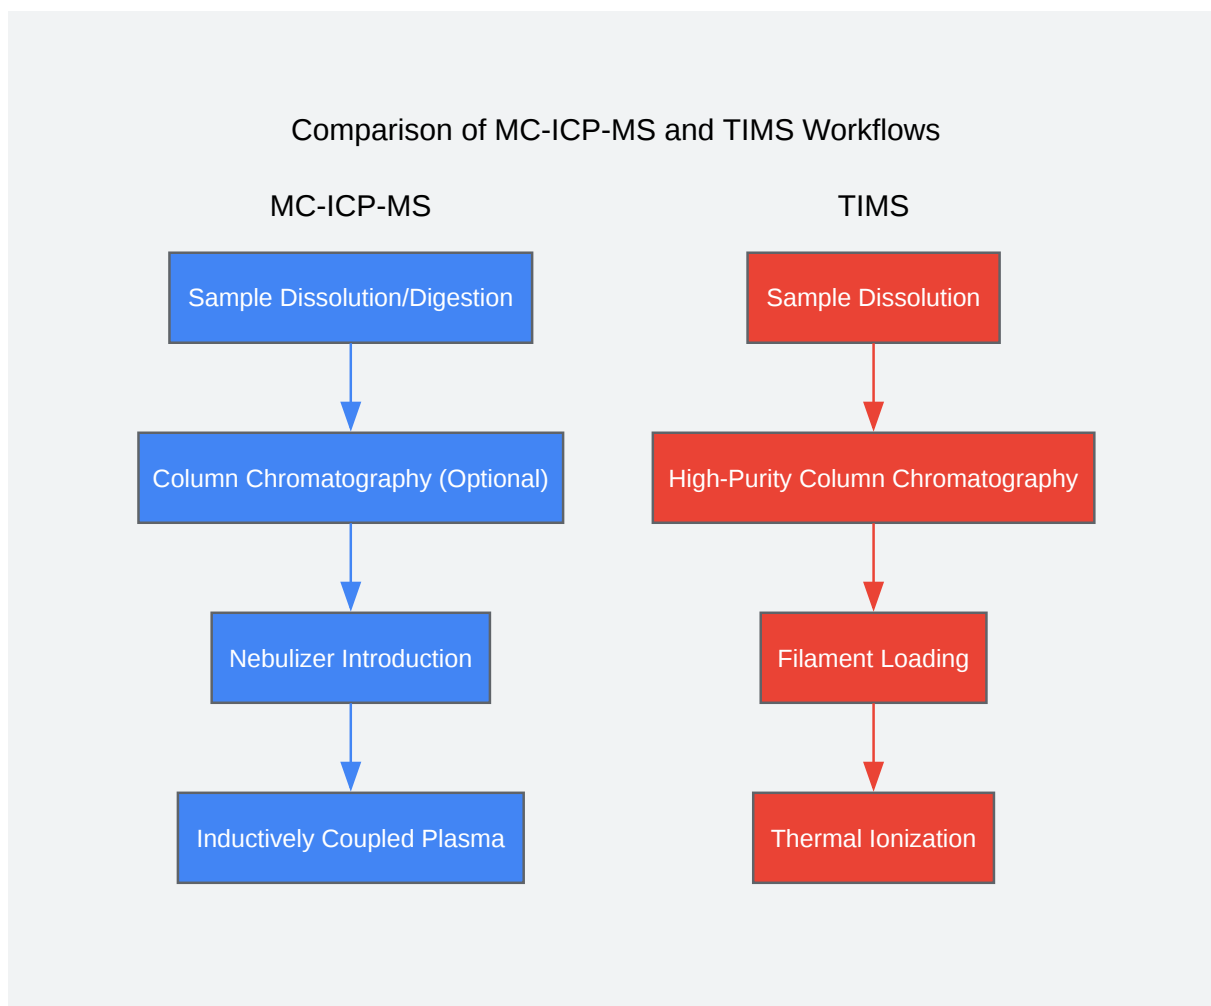 Comparison of MC-ICP-MS and TIMS Workflows
MC-ICP-MS
Sample Dissolution/Digestion
Column Chromatography (Optional)
Nebulizer Introduction
Inductively Coupled Plasma
TIMS
Sample Dissolution
High-Purity Column Chromatography
Filament Loading
Thermal Ionization